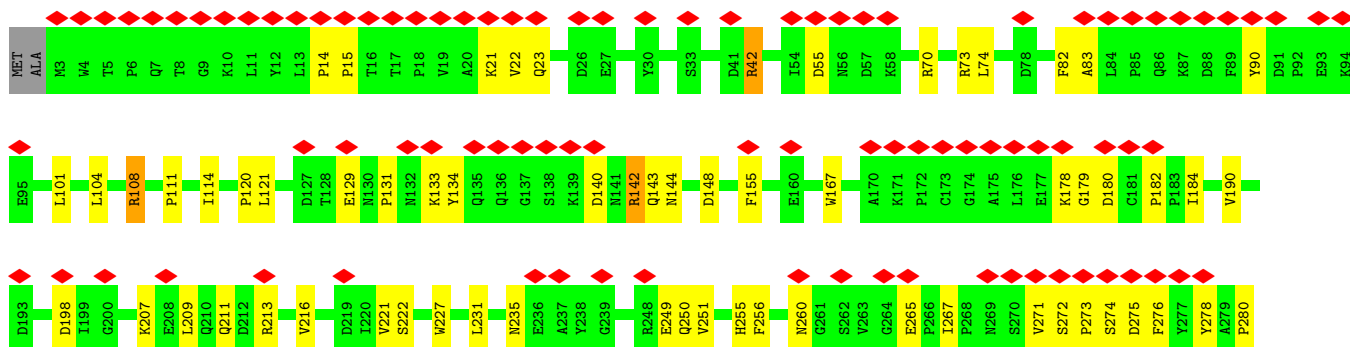 MET ALA M3 W4 T5 P6 Q7 T8 G9 K10 L11 Y12 L13 P14 P15 T16 T17 P18 V19 A20 K21 V22 Q23 D26 E27 Y30 S33 D41 R42 I54 D55 N56 D57 K58 R70 R73 L74 D78 F82 A83 L84 P85 Q86 K87 D88 F89 Y90 D91 P92 E93 K94
E95 L101 L104 R108 P111 I114 P120 L121 D127 T128 E129 N130 P131 N132 K133 Y134 Q135 Q136 G137 S138 K139 D140 N141 R142 Q143 N144 D148 F155 E160 W167 A170 K171 P172 C173 G174 A175 L176 E177 K178 G179 D180 C181 P182 P183 I184 V190
D193 D198 I199 G200 K207 E208 L209 Q210 Q211 D212 R213 V216 D219 I220 V221 S222 W227 L231 N235 E236 A237 Y238 G239 R248 E249 Q250 V251 H255 F256 N260 G261 S262 V263 G264 E265 P266 I267 P268 N269 S270 V271 S272 P273 S274 D275 F276 Y277 Y278 A279 P280